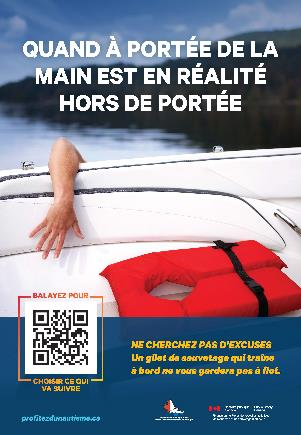 QUAND À PORTÉE DE LA
MAIN EST EN RÉALITÉ
HORS DE PORTÉE
BALAYEZ POUR
CHOISIR CE QUI
VA SUIVRE
NE CHERCHEZ PAS D'EXCUSES
Un gilet de sauvetage qui traîne
à bord ne vous gardera pas à flot.
profitezdunautisme.ca